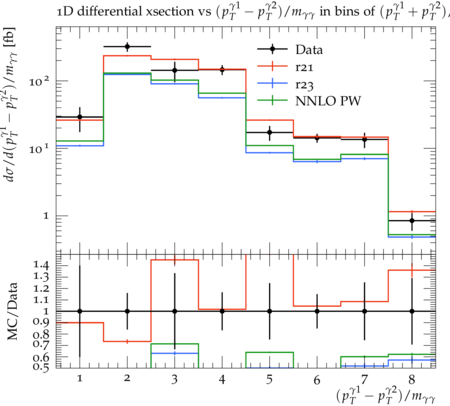 1D differential xsection vs (p_T^{γ1} − p_T^{γ2})/m_{γγ} in bins of (p_T^{γ1} + p_T^{γ2}),
dσ/d(p_T^{γ1} − p_T^{γ2})/m_{γγ} [fb]
Data
r21
r23
NNLO PW
10^2
10^1
1
MC/Data
1.4
1.3
1.2
1.1
1
0.9
0.8
0.7
0.6
0.5
1 2 3 4 5 6 7 8
(p_T^{γ1} − p_T^{γ2})/m_{γγ}